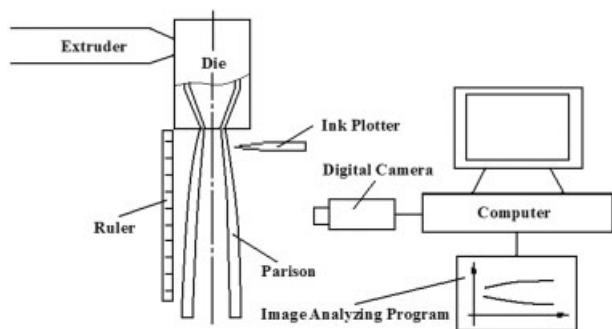 Extruder
Die
Ink Plotter
Digital Camera
Ruler
Computer
Parison
Image Analyzing Program